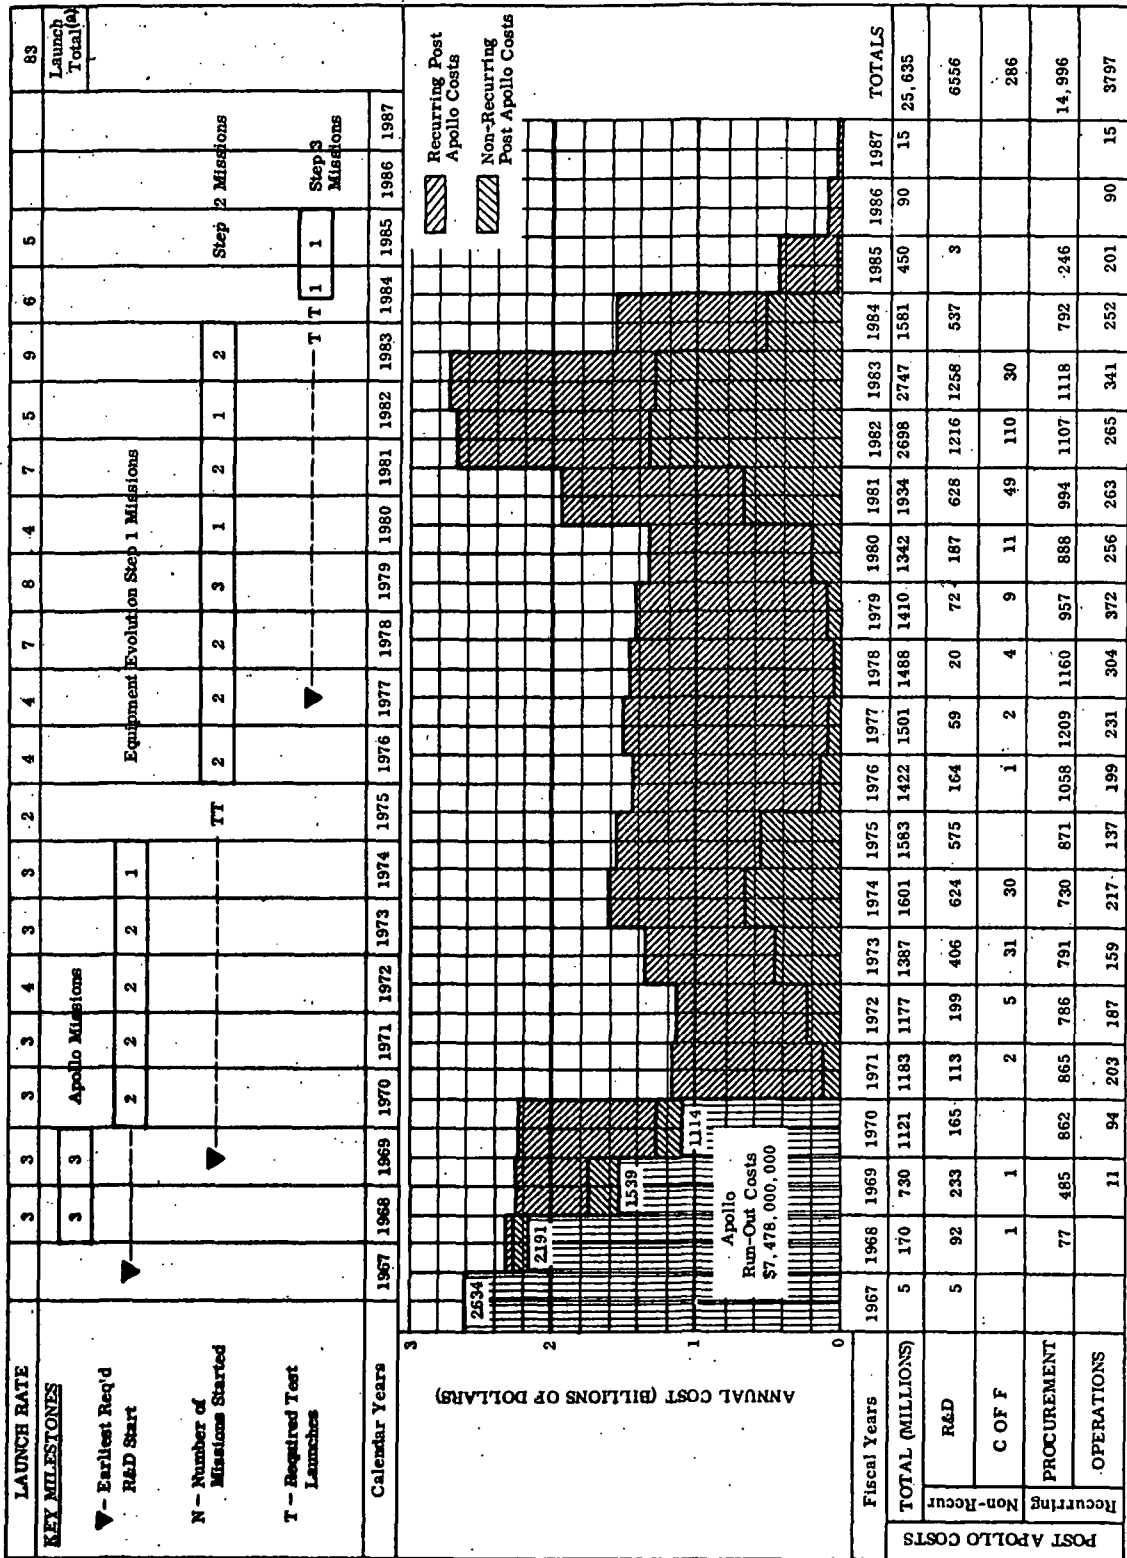 LAUNCH RATE 3 3 3 3 4 3 3 2 4 4 7 8 4 7 5 9 6 5 83
KEY MILESTONES
Launch
Total(a)
▼ - Earliest Req'd
R&D Start
N - Number of
Missions Started
T - Required Test
Launches
3 3
Apollo Missions
2 2 2 2 1
Equipment Evolution Step 1 Missions
TT 2 2 2 3 1 2 1 2
Step 2 Missions
T T 1 1
Step 3
Missions
Calendar Years 1967 1968 1969 1970 1971 1972 1973 1974 1975 1976 1977 1978 1979 1980 1981 1982 1983 1984 1985 1986 1987
ANNUAL COST (BILLIONS OF DOLLARS)
3
2
1
0
2634
2191
1539
1114
Apollo
Run-Out Costs
$7,478,000,000
Recurring Post
Apollo Costs
Non-Recurring
Post Apollo Costs
Fiscal Years 1967 1968 1969 1970 1971 1972 1973 1974 1975 1976 1977 1978 1979 1980 1981 1982 1983 1984 1985 1986 1987 TOTALS
POST APOLLO COSTS
TOTAL (MILLIONS) 5 170 730 1121 1183 1177 1387 1601 1583 1422 1501 1488 1410 1342 1934 2698 2747 1581 450 90 15 25,635
Non-Recur
R&D 5 92 233 165 113 199 406 624 575 164 59 20 72 187 628 1216 1258 537 3 6556
C OF F 1 1 2 5 31 30 1 2 4 9 11 49 110 30 286
Recurring
PROCUREMENT 77 485 862 865 786 791 730 871 1058 1209 1160 957 888 994 1107 1118 792 246 14,996
OPERATIONS 11 94 203 187 159 217 137 199 231 304 372 256 263 265 341 252 201 90 15 3797